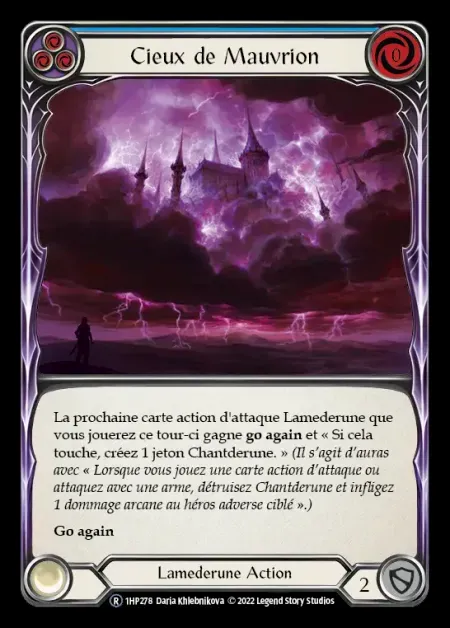 Cieux de Mauvrion
0
La prochaine carte action d'attaque Lamederune que
vous jouerez ce tour-ci gagne go again et « Si cela
touche, créez 1 jeton Chantderune. » (Il s'agit d'auras
avec « Lorsque vous jouez une carte action d'attaque ou
attaquez avec une arme, détruisez Chantderune et infligez
1 dommage arcane au héros adverse ciblé ».)
Go again
Lamederune Action
2
R 1HP278 Daria Khlebnikova © 2022 Legend Story Studios